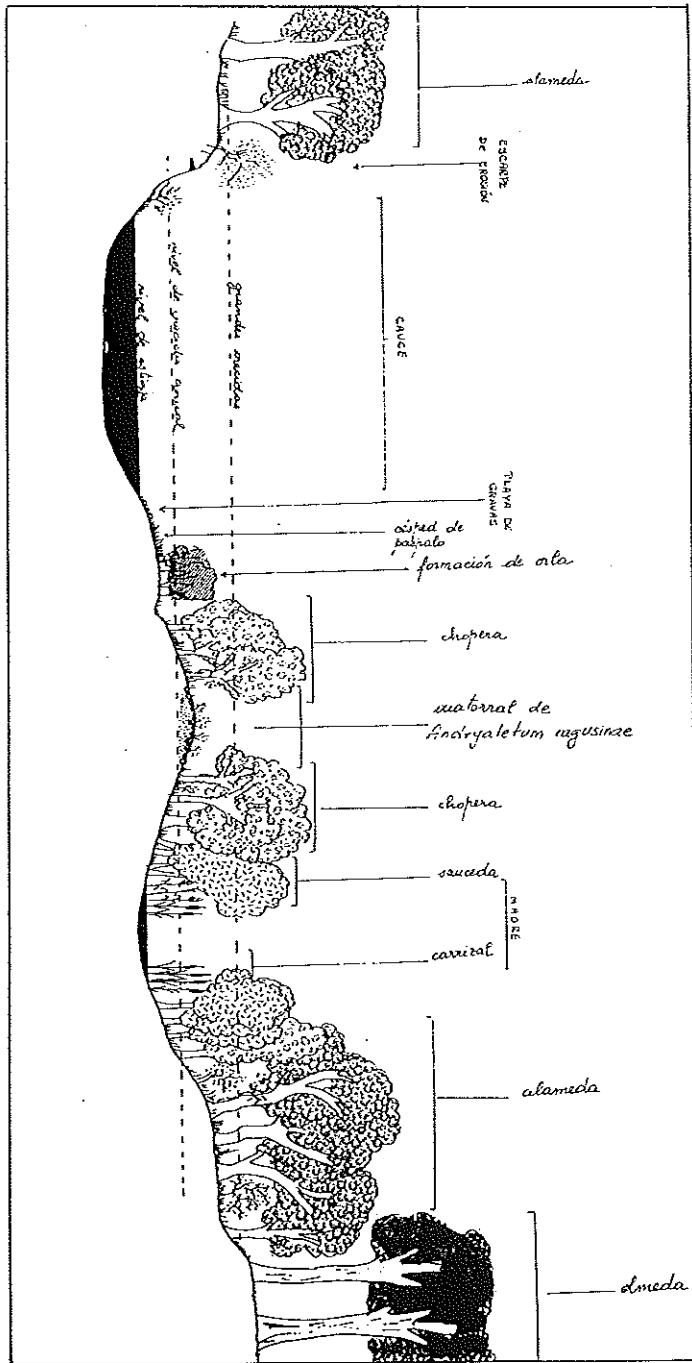 alameda
ESCARPE
DE EROSIÓN
CAUCE
grandes crecidas
nivel de crecida anual
nivel de estiaje
PLAYA DE
GRAVAS
césped de
paspalo
formación de orla
chopera
matorral de
Andryaletum ragusinae
chopera
sauceda
MADRE
carrizal
alameda
olmeda